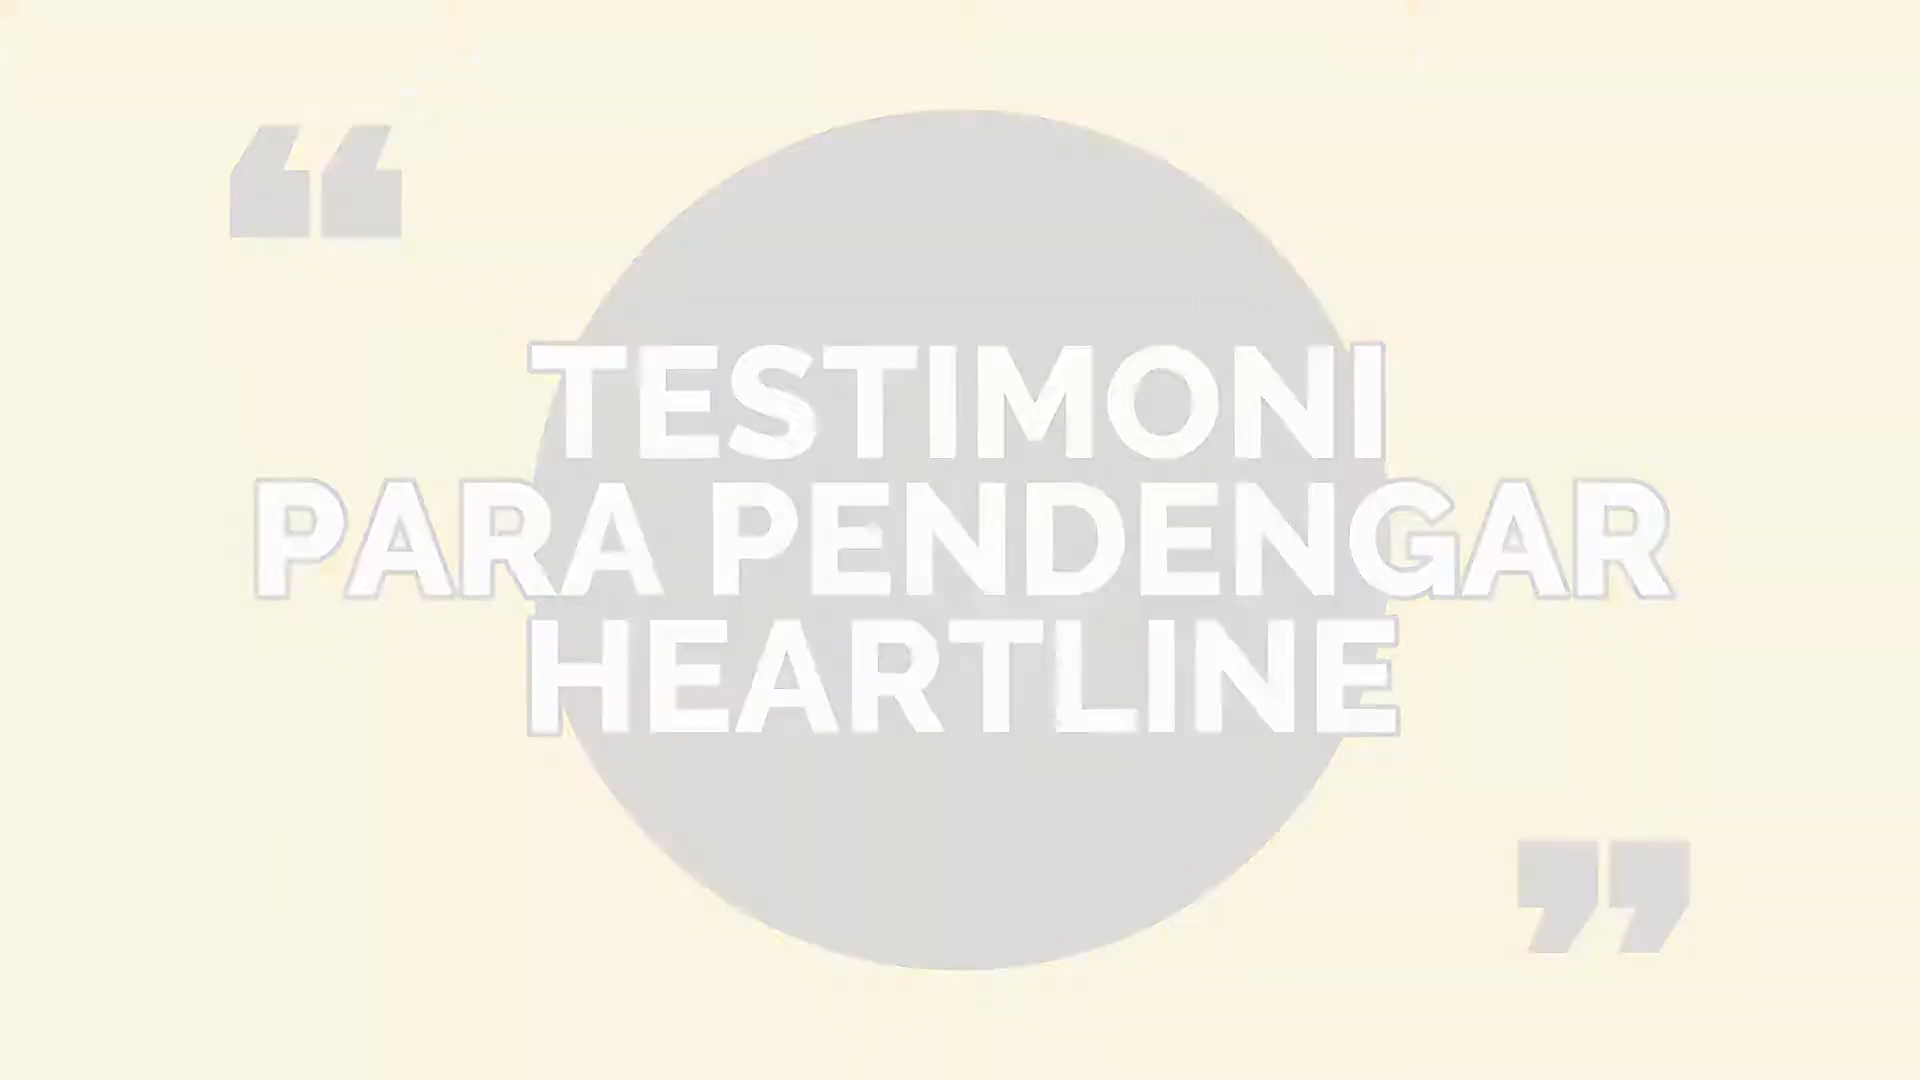 “
TESTIMONI
PARA PENDENGAR
HEARTLINE
”